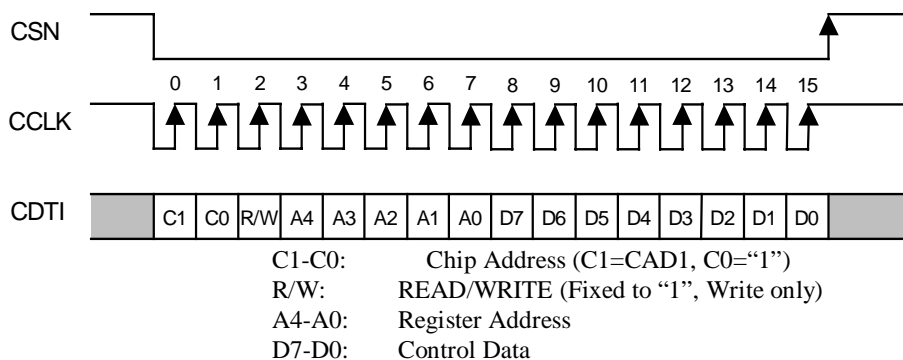 CSN
0 1 2 3 4 5 6 7 8 9 10 11 12 13 14 15
CCLK
CDTI C1 C0 R/W A4 A3 A2 A1 A0 D7 D6 D5 D4 D3 D2 D1 D0
C1-C0: Chip Address (C1=CAD1, C0=“1”)
R/W: READ/WRITE (Fixed to “1”, Write only)
A4-A0: Register Address
D7-D0: Control Data